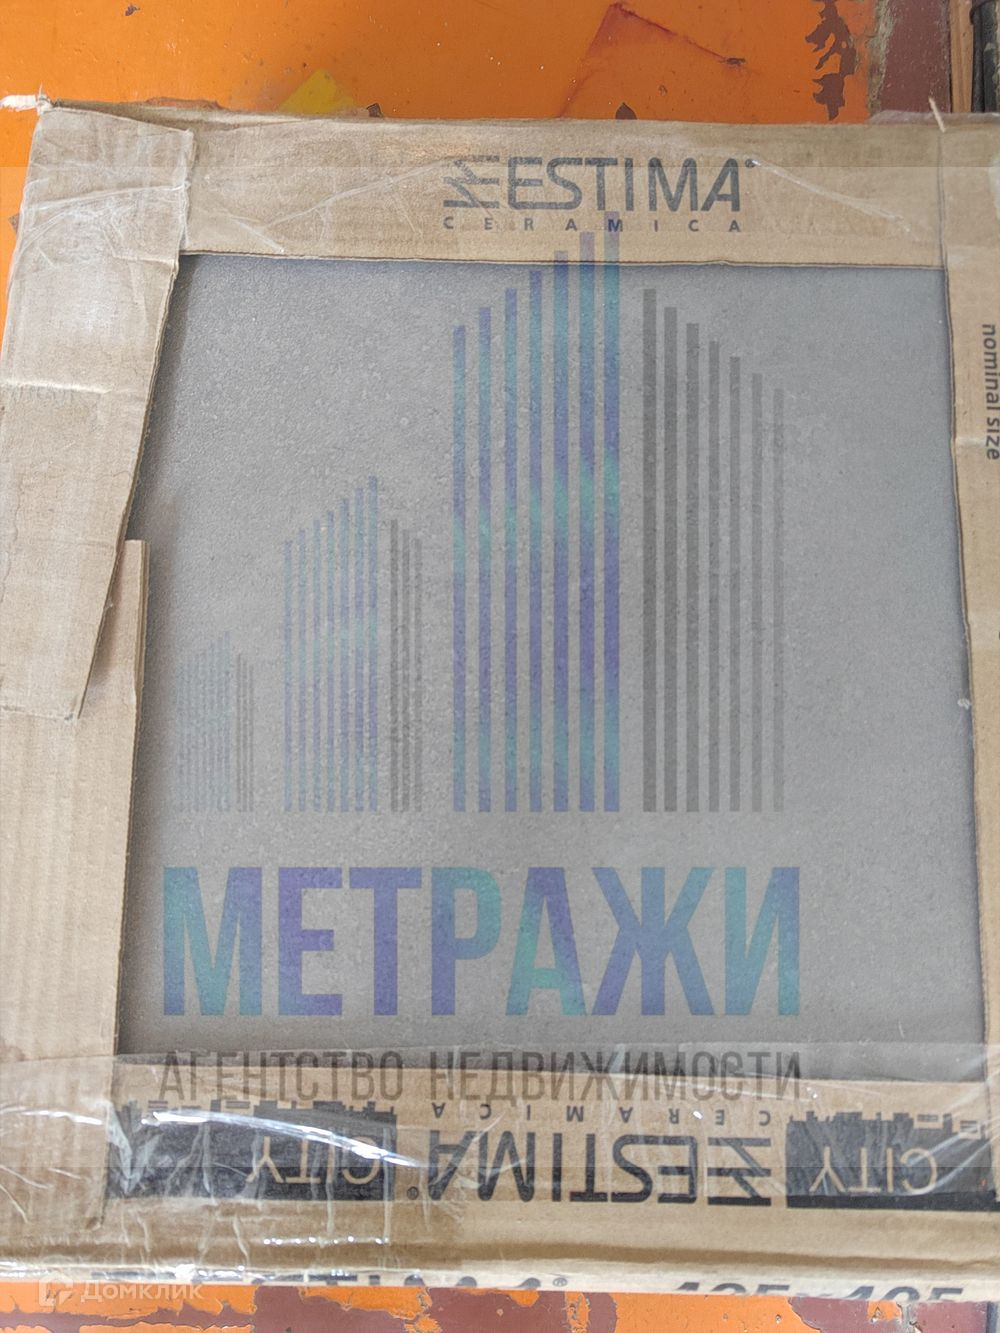 ESTIMA®
CERAMICA
nominal size
МЕТРАЖИ
АГЕНТСТВО НЕДВИЖИМОСТИ
CITY
ESTIMA®
CERAMICA
CITY
Домклик